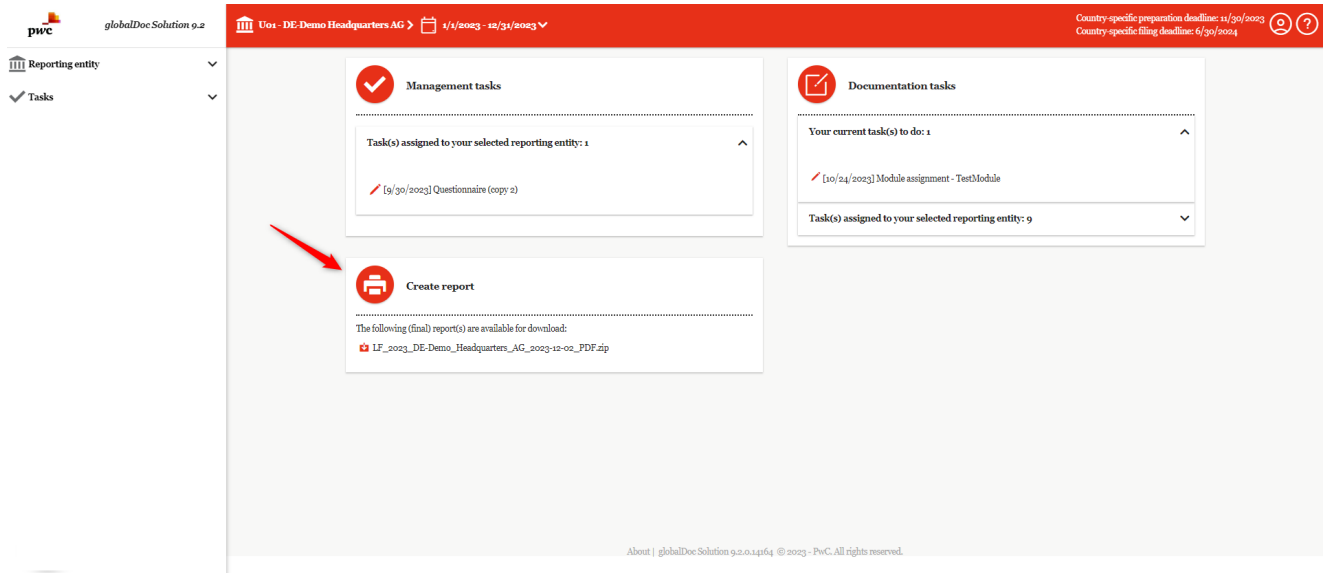 pwc
globalDoc Solution 9.2
U01 - DE-Demo Headquarters AG
1/1/2023 - 12/31/2023
Country-specific preparation deadline: 11/30/2023
Country-specific filing deadline: 6/30/2024
?
Reporting entity
Tasks
Management tasks
Task(s) assigned to your selected reporting entity: 1
[9/30/2023] Questionnaire (copy 2)
Documentation tasks
Your current task(s) to do: 1
[10/24/2023] Module assignment - TestModule
Task(s) assigned to your selected reporting entity: 9
Create report
The following (final) report(s) are available for download:
LF_2023_DE-Demo_Headquarters_AG_2023-12-02_PDF.zip
About | globalDoc Solution 9.2.0.14164 © 2023 - PwC. All rights reserved.